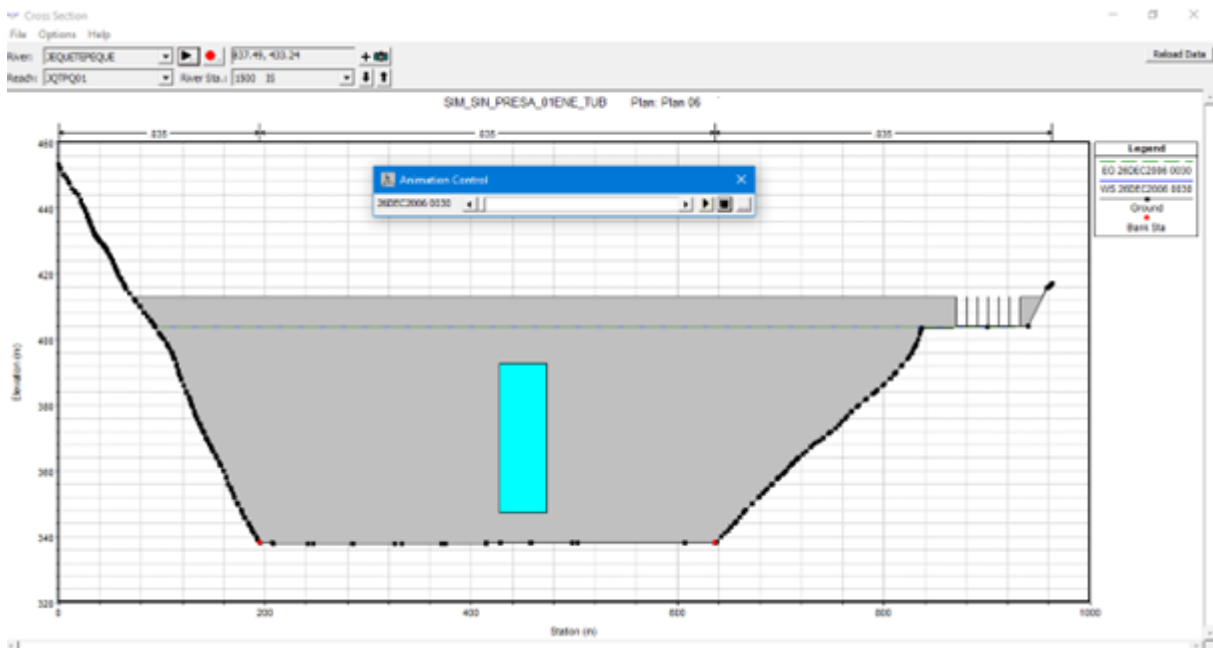 Cross Section
File Options Help
River: JEQUETEPEQUE 837.49, 433.24 Reload Data
Reach: JQTPQ01 River Sta.: 1500 IS
SIM_SIN_PRESA_01ENE_TUB Plan: Plan 06
.035 .035 .035
460
440
420
400
380
360
340
320
0 200 400 600 800 1000
Elevation (m)
Station (m)
Animation Control
26DEC2006 0030
Legend
EG 26DEC2006 0030
WS 26DEC2006 0030
Ground
Bank Sta